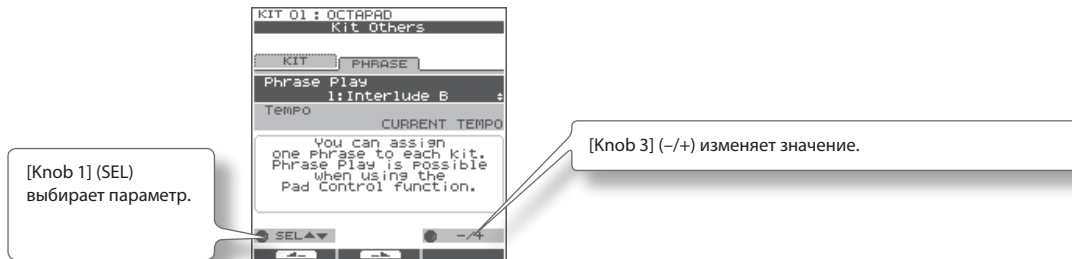 KIT 01 : OCTAPAD
Kit Others
KIT
PHRASE
Phrase Play
1:Interlude B
Tempo
CURRENT TEMPO
You can assign
one phrase to each kit.
Phrase Play is possible
when using the
Pad Control function.
SEL▲▼
−/+
[Knob 1] (SEL)
выбирает параметр.
[Knob 3] (–/+) изменяет значение.